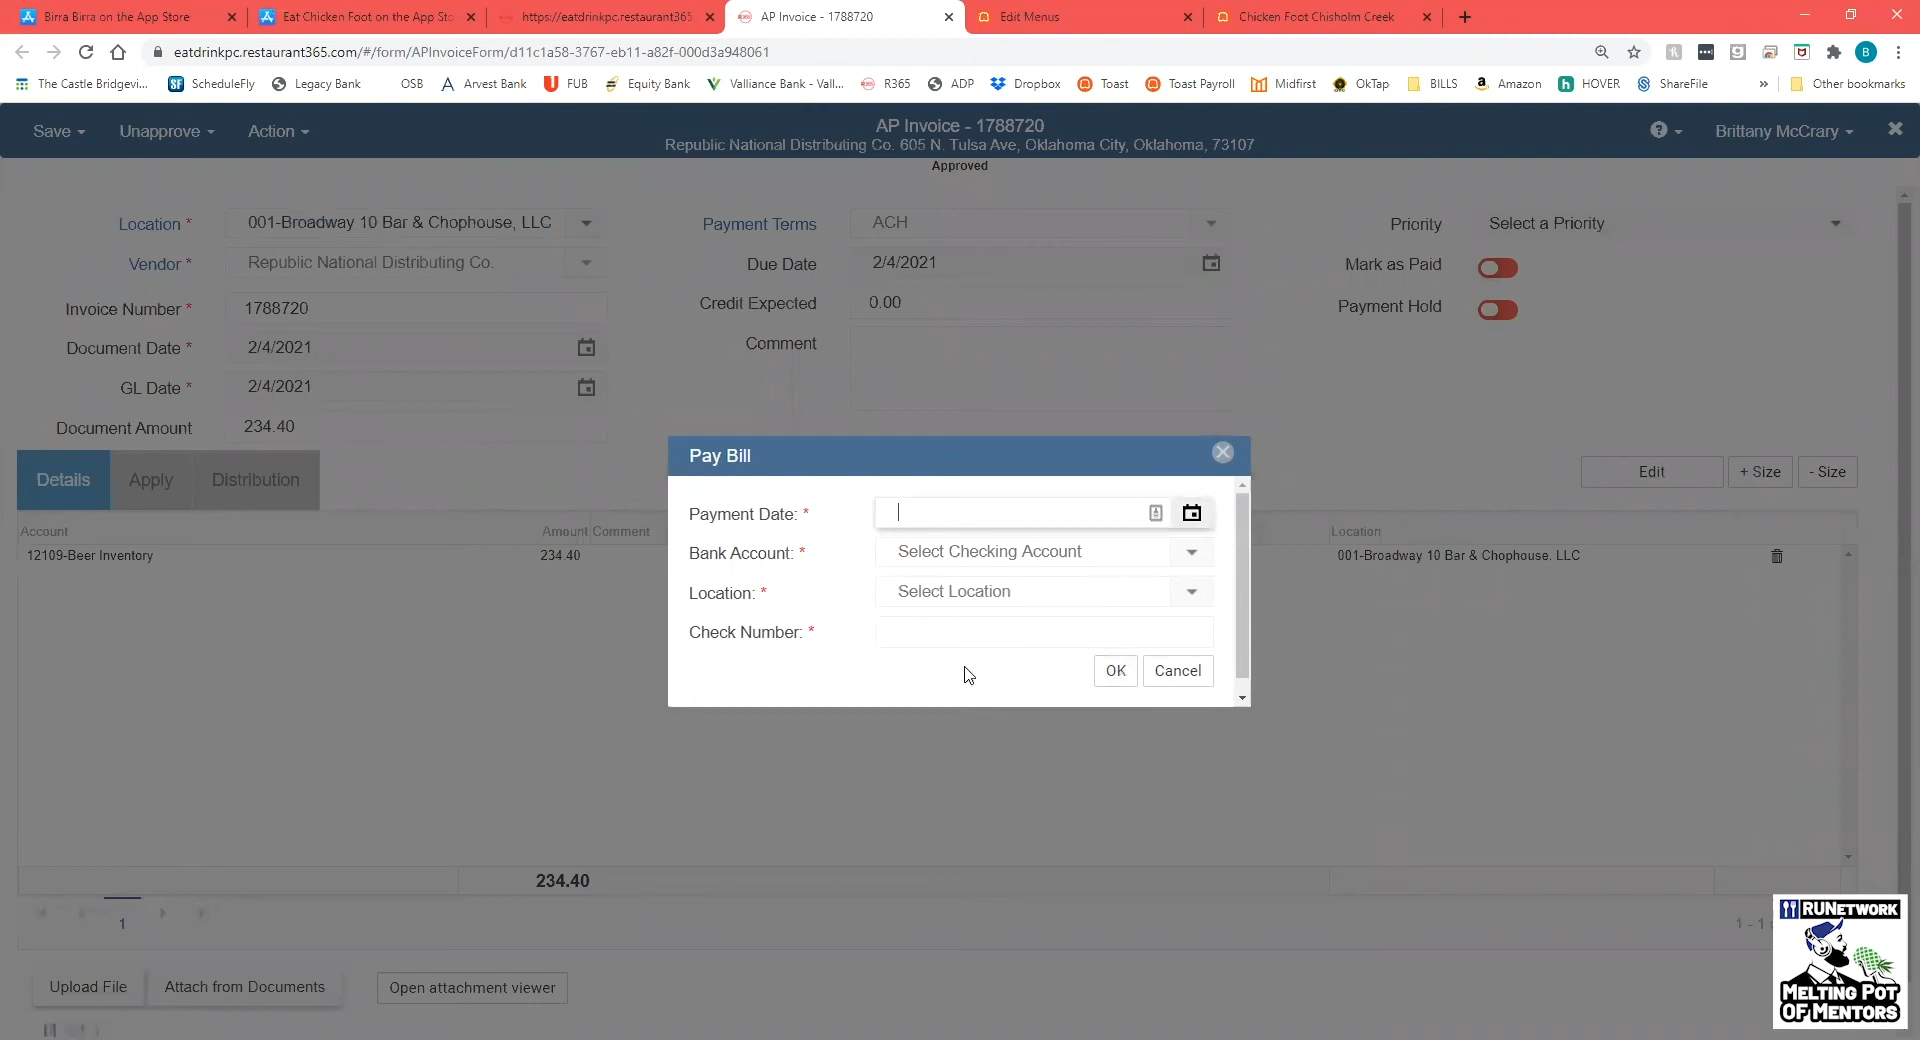 Birra Birra on the App Store
Eat Chicken Foot on the App Sto
https://eatdrinkpc.restaurant365
AP Invoice - 1788720
Edit Menus
Chicken Foot Chisholm Creek
eatdrinkpc.restaurant365.com/#/form/APInvoiceForm/d11c1a58-3767-eb11-a82f-000d3a948061
B
The Castle Bridgevi...
ScheduleFly
Legacy Bank
OSB
Arvest Bank
FUB
Equity Bank
Valliance Bank - Vall...
R365
ADP
Dropbox
Toast
Toast Payroll
Midfirst
OkTap
BILLS
Amazon
HOVER
ShareFile
»
Other bookmarks
Save
Unapprove
Action
AP Invoice - 1788720
Republic National Distributing Co. 605 N. Tulsa Ave, Oklahoma City, Oklahoma, 73107
Brittany McCrary
Approved
Location * 001-Broadway 10 Bar & Chophouse, LLC
Vendor * Republic National Distributing Co.
Invoice Number * 1788720
Document Date * 2/4/2021
GL Date * 2/4/2021
Document Amount 234.40
Payment Terms ACH
Due Date 2/4/2021
Credit Expected 0.00
Comment
Priority Select a Priority
Mark as Paid
Payment Hold
Details
Apply
Distribution
Edit
+ Size
- Size
Account Amount Comment Location
12109-Beer Inventory 234.40 001-Broadway 10 Bar & Chophouse. LLC
Pay Bill
Payment Date: *
Bank Account: * Select Checking Account
Location: * Select Location
Check Number: *
OK
Cancel
234.40
1
1 - 1
Upload File
Attach from Documents
Open attachment viewer
RUNETWORK
MELTING POT
OF MENTORS